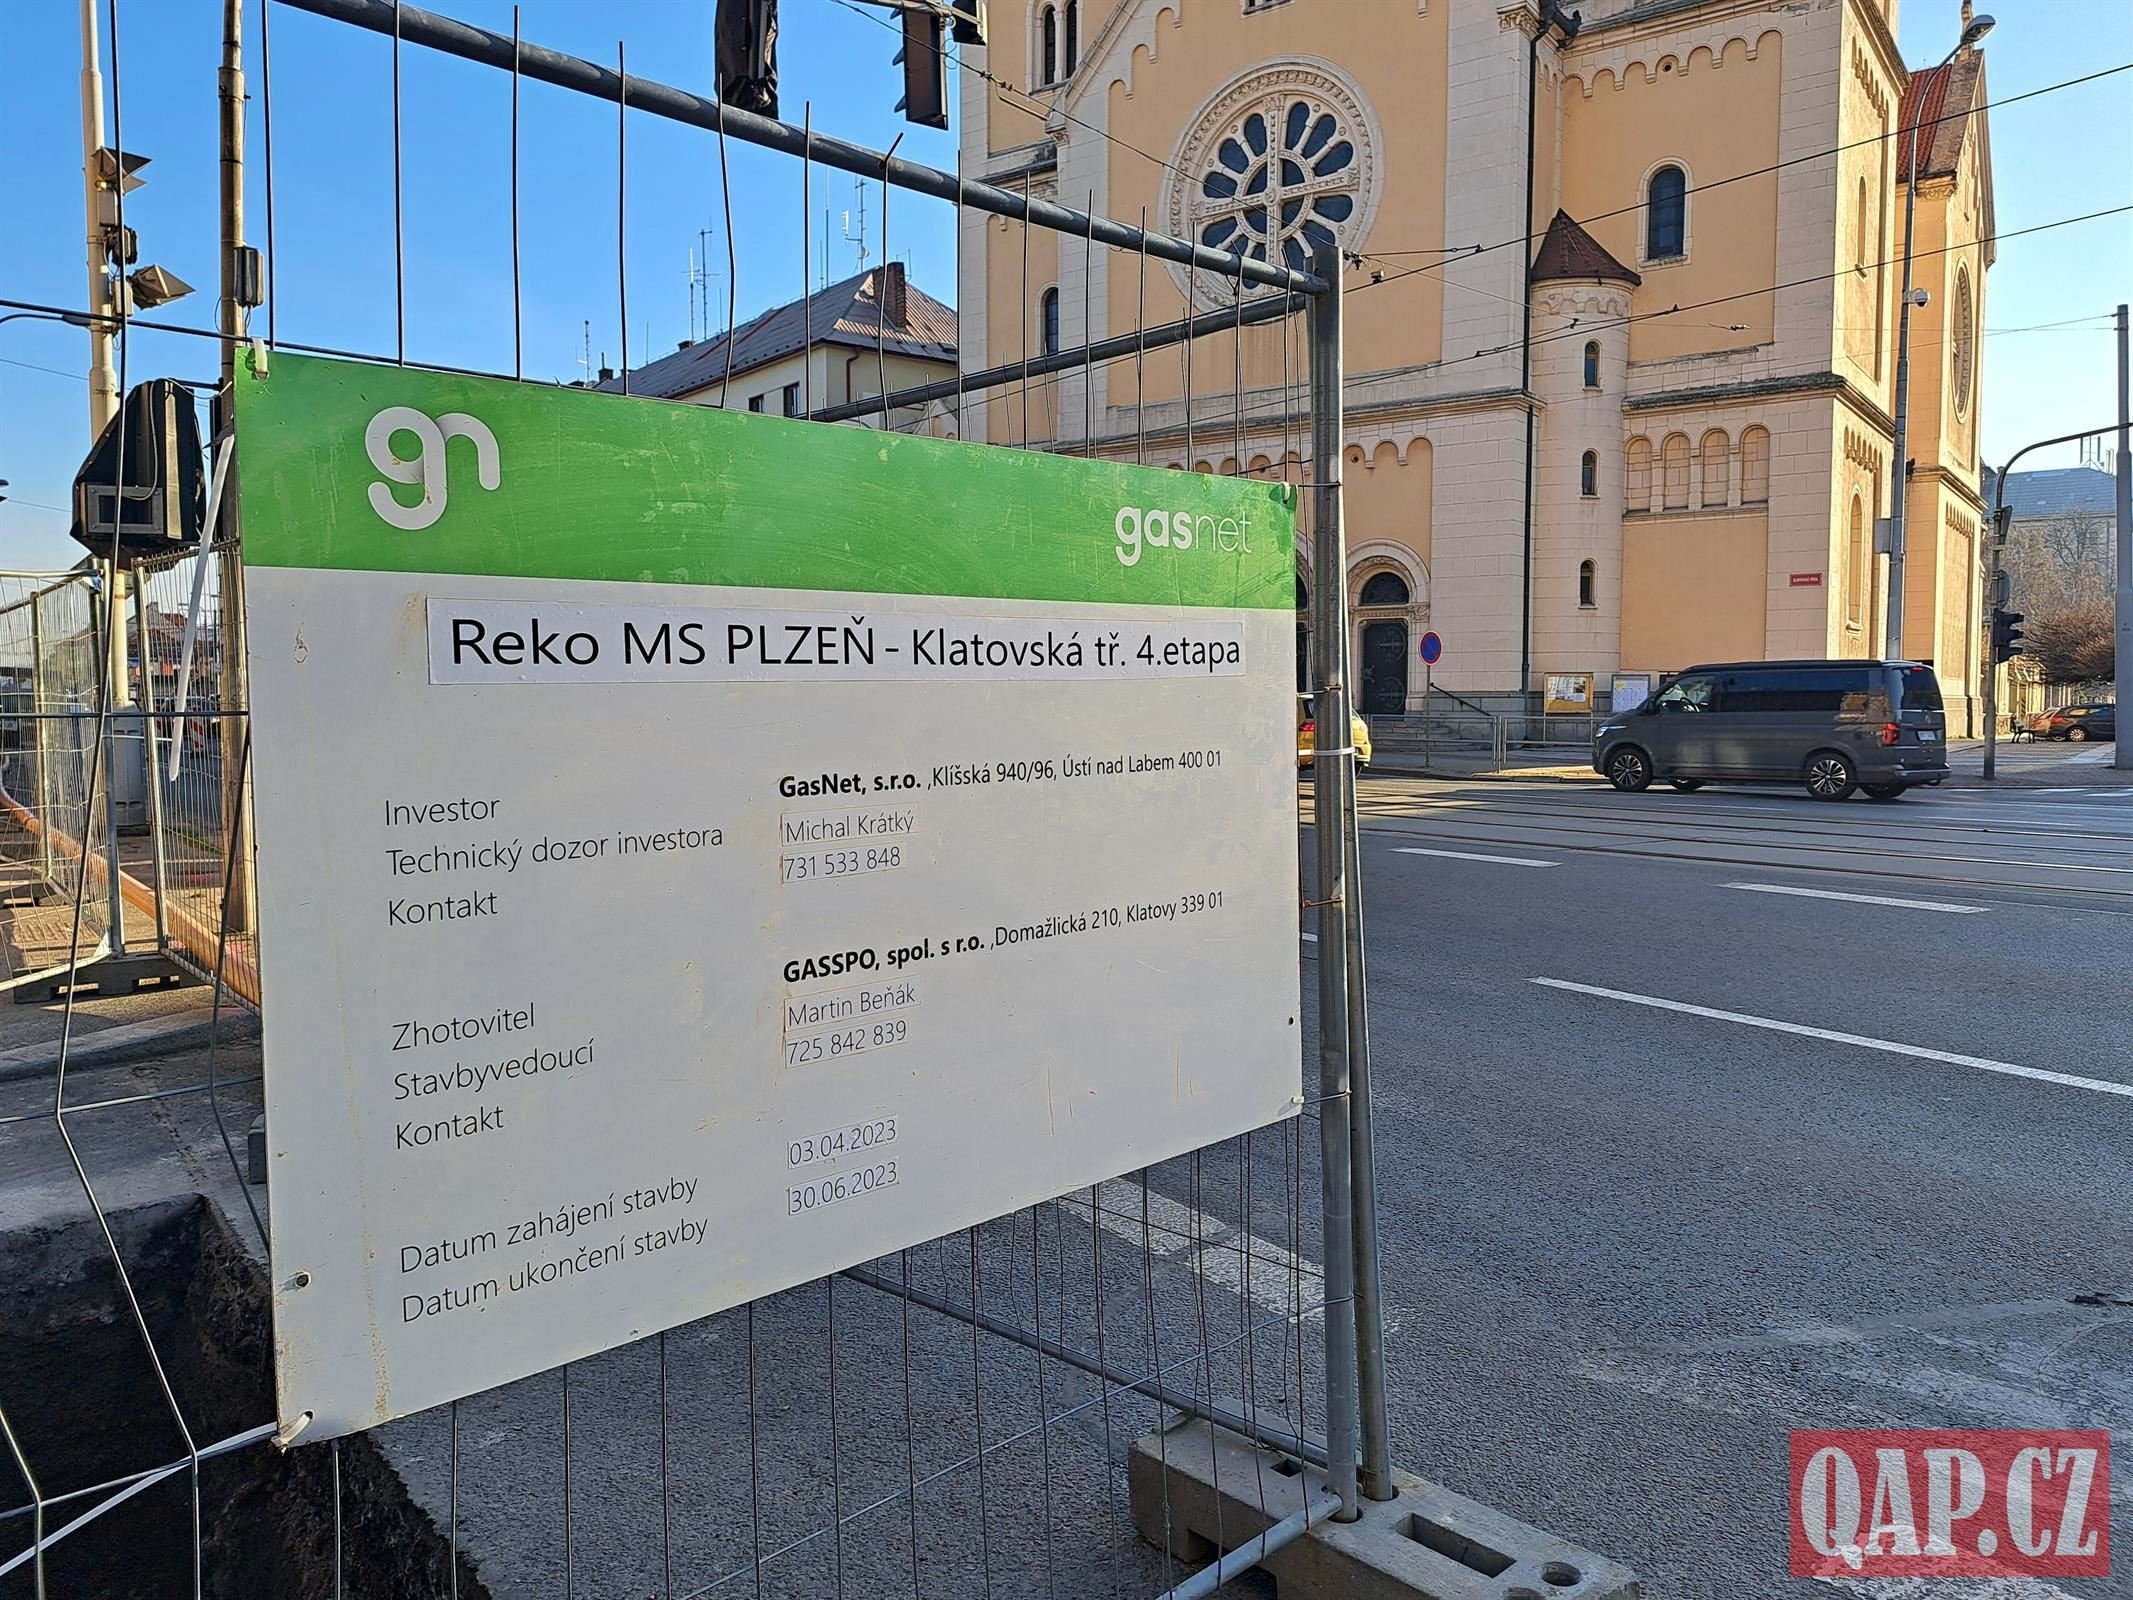 gn
gasnet
Reko MS PLZEŇ - Klatovská tř. 4.etapa
Investor GasNet, s.r.o. ,Klíšská 940/96, Ústí nad Labem 400 01
Technický dozor investora Michal Krátký
Kontakt 731 533 848
Zhotovitel GASSPO, spol. s r.o. ,Domažlická 210, Klatovy 339 01
Stavbyvedoucí Martin Beňák
Kontakt 725 842 839
Datum zahájení stavby 03.04.2023
Datum ukončení stavby 30.06.2023
QAP.CZ